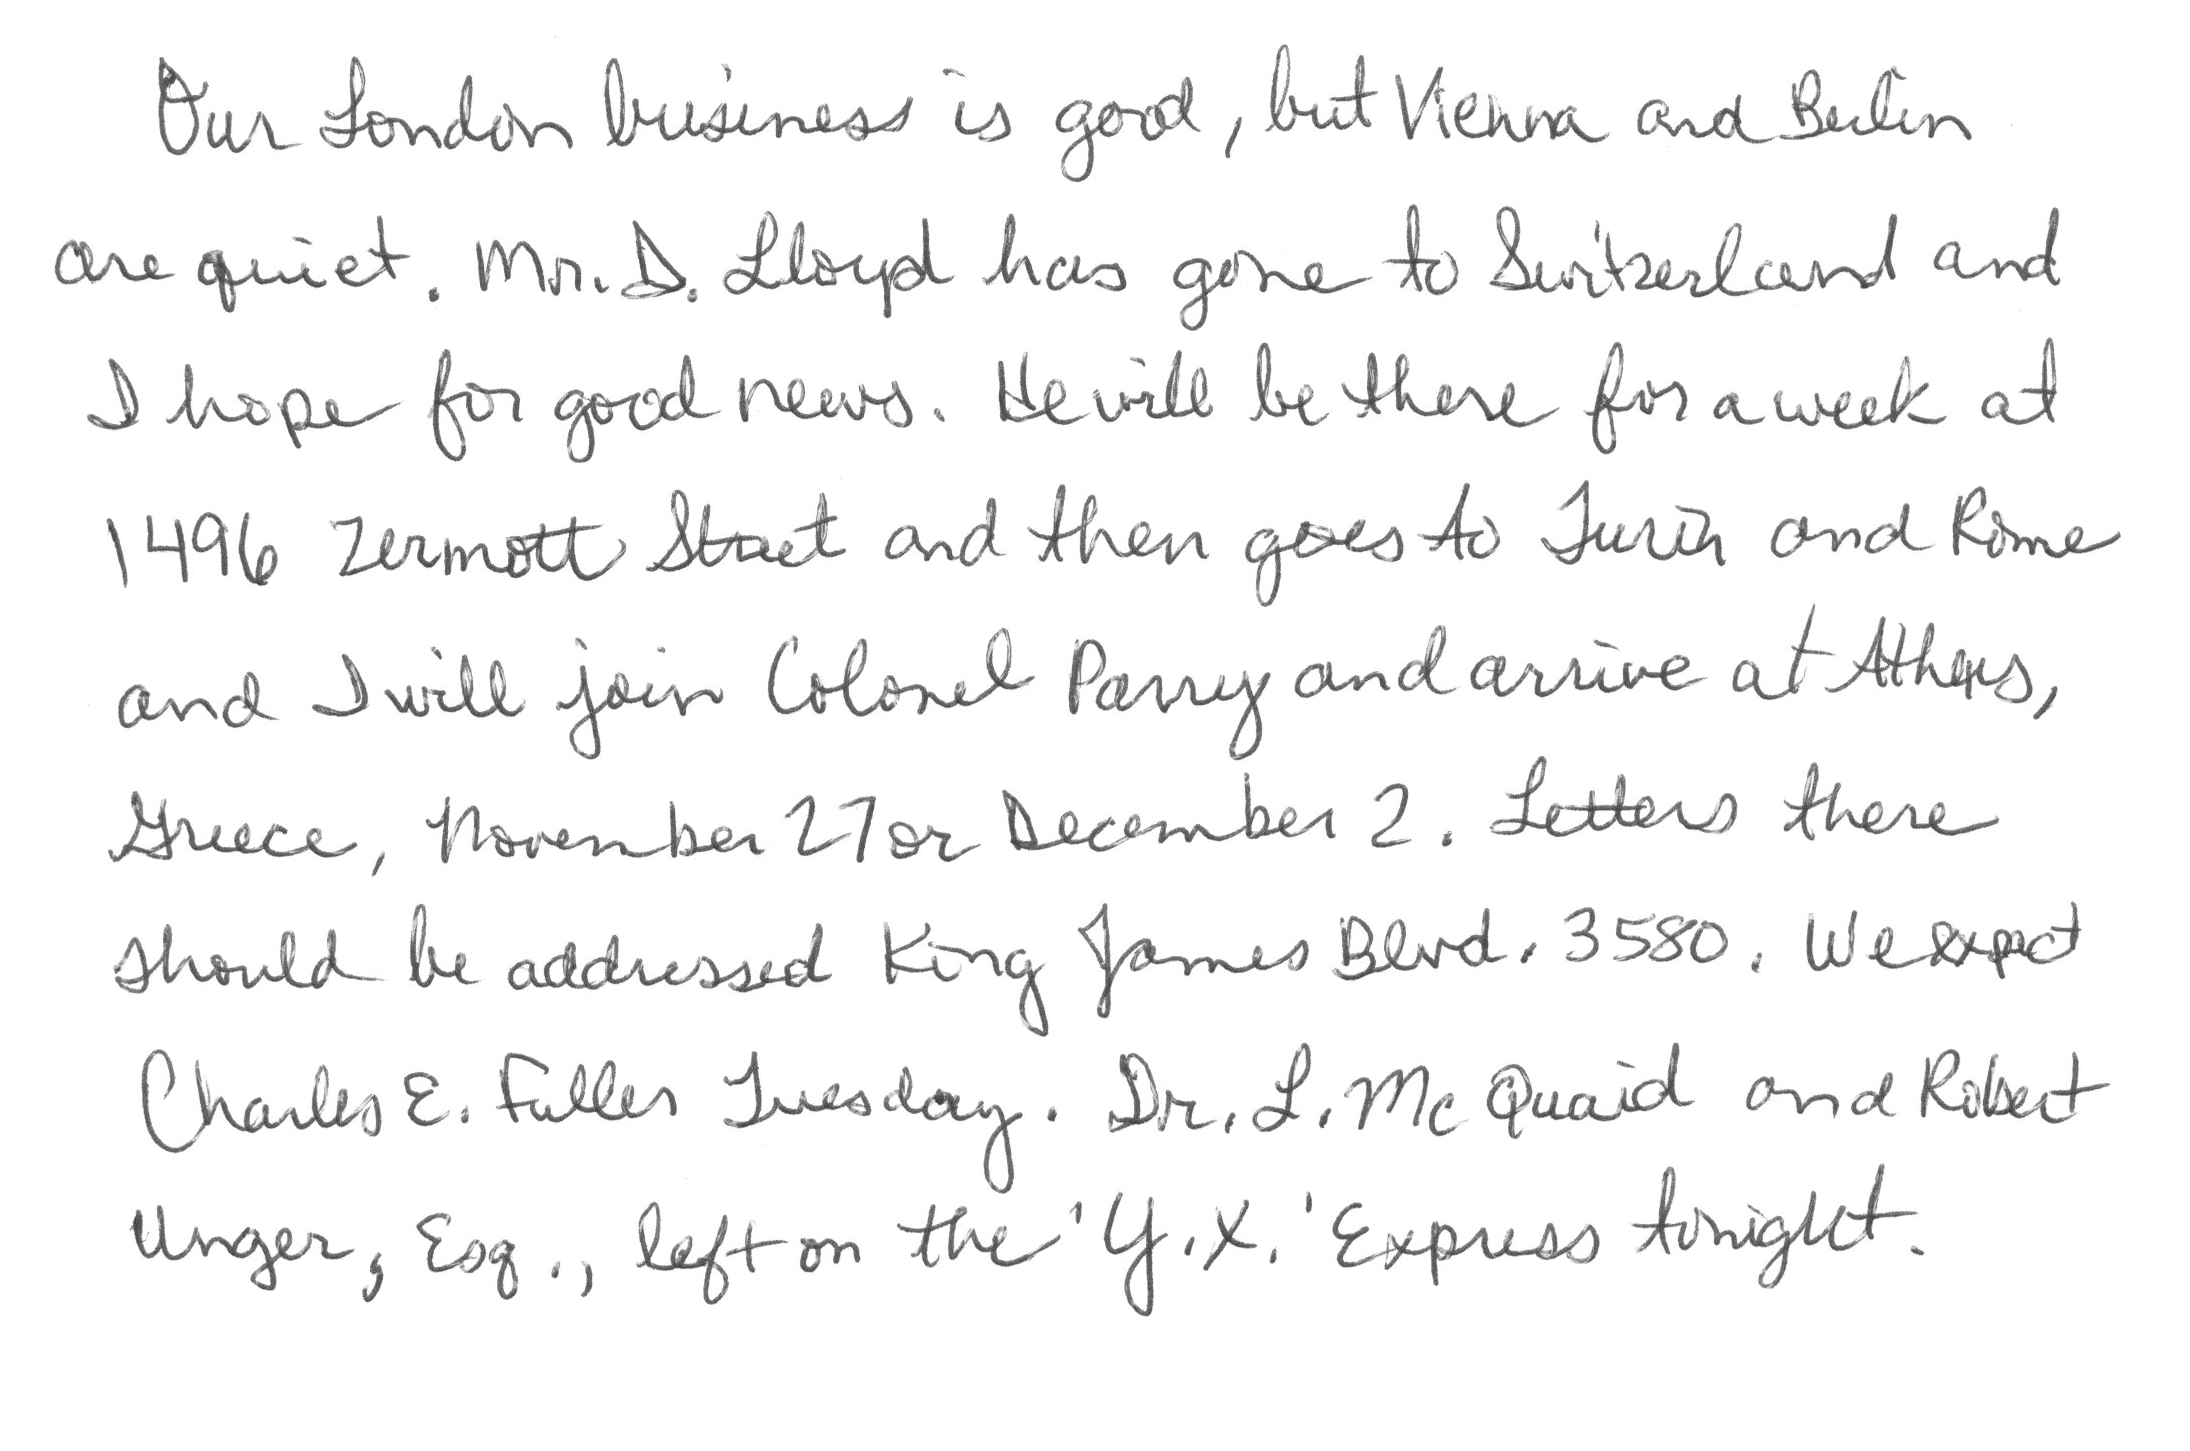 Our London business is good, but Vienna and Berlin
are quiet. Mr. D. Lloyd has gone to Switzerland and
I hope for good news. He will be there for a week at
1496 Zermott Street and then goes to Turin and Rome
and I will join Colonel Parry and arrive at Athens,
Greece, November 27 or December 2. Letters there
should be addressed King James Blvd. 3580. We expect
Charles E. Fuller Tuesday. Dr. L. McQuaid and Robert
Unger, Esq., left on the 'Y.X.' Express tonight.